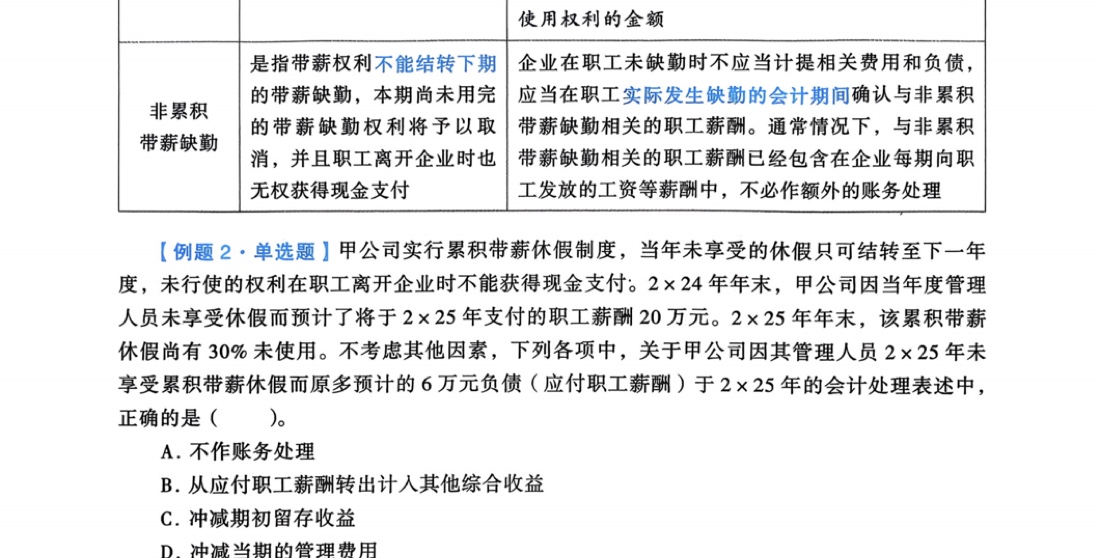 使用权利的金额
非累积
带薪缺勤
是指带薪权利不能结转下期
的带薪缺勤，本期尚未用完
的带薪缺勤权利将予以取
消，并且职工离开企业时也
无权获得现金支付
企业在职工未缺勤时不应当计提相关费用和负债，
应当在职工实际发生缺勤的会计期间确认与非累积
带薪缺勤相关的职工薪酬。通常情况下，与非累积
带薪缺勤相关的职工薪酬已经包含在企业每期向职
工发放的工资等薪酬中，不必作额外的账务处理
【例题2·单选题】甲公司实行累积带薪休假制度，当年未享受的休假只可结转至下一年
度，未行使的权利在职工离开企业时不能获得现金支付。2×24年年末，甲公司因当年度管理
人员未享受休假而预计了将于2×25年支付的职工薪酬20万元。2×25年年末，该累积带薪
休假尚有30%未使用。不考虑其他因素，下列各项中，关于甲公司因其管理人员2×25年未
享受累积带薪休假而原多预计的6万元负债（应付职工薪酬）于2×25年的会计处理表述中，
正确的是（　　）。
A. 不作账务处理
B. 从应付职工薪酬转出计入其他综合收益
C. 冲减期初留存收益
D. 冲减当期的管理费用